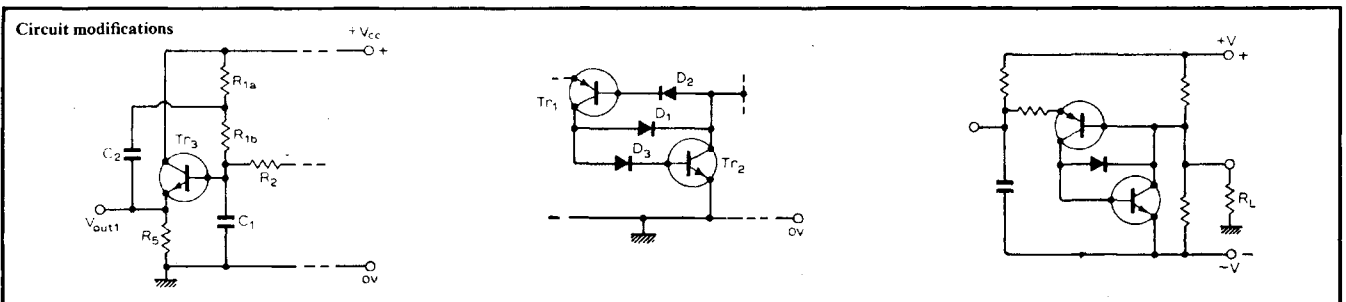 Circuit modifications
+ Vcc
+
R1a
R1b
C2
Tr3
R2
Vout1
R5
C1
0V
Tr1
D2
D1
D3
Tr2
0V
+V
+
RL
~V
-